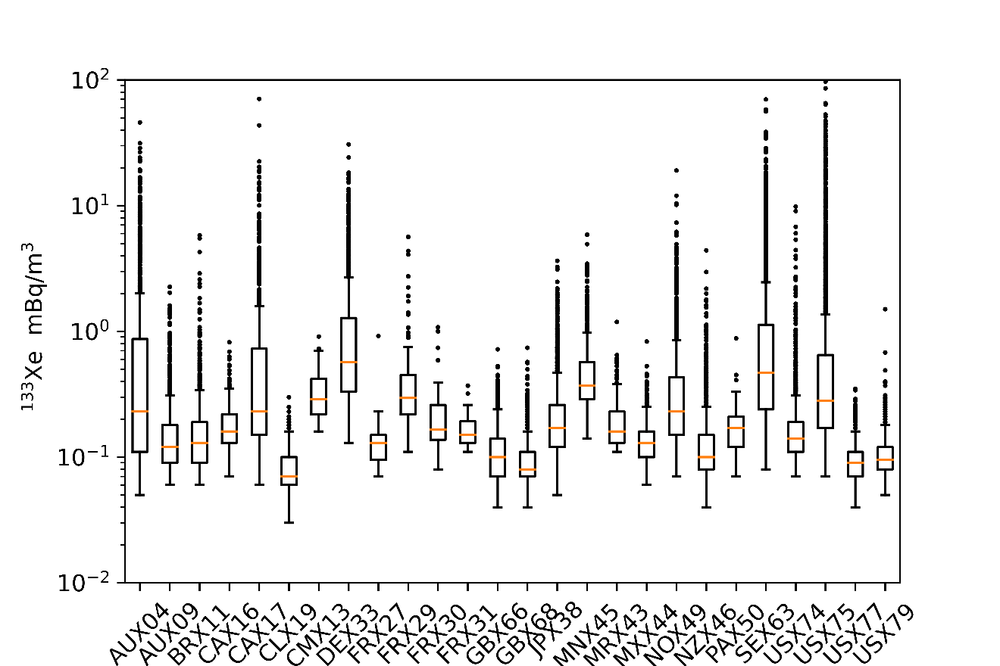 10²
10¹
10⁰
10⁻¹
10⁻²
¹³³Xe mBq/m³
AUX04
AUX09
BRX11
CAX16
CAX17
CLX19
CMX13
DEX33
FRX27
FRX29
FRX30
FRX31
GBX66
GBX68
JPX38
MNX45
MRX43
MXX44
NOX49
NZX46
PAX50
SEX63
USX74
USX75
USX77
USX79